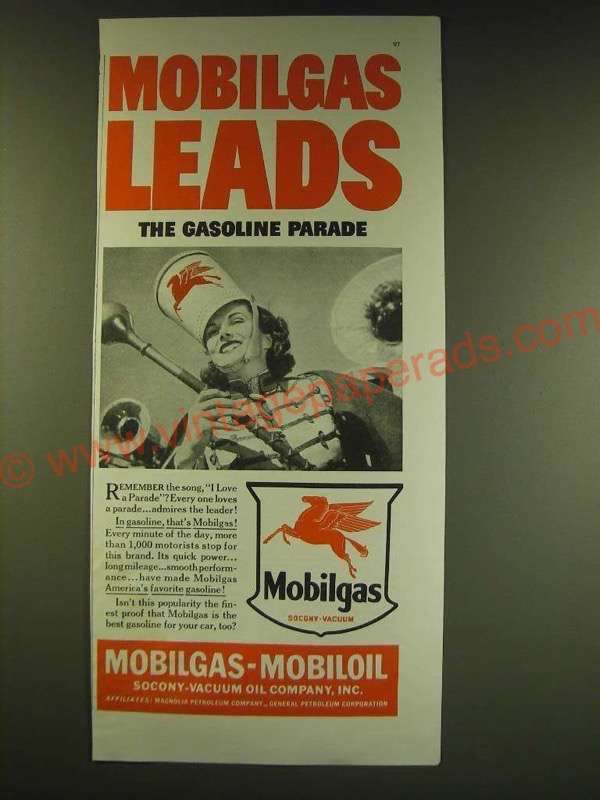 97
MOBILGAS
LEADS
THE GASOLINE PARADE
© www.vintagepaperads.com
REMEMBER the song, "I Love
a Parade"? Every one loves
a parade...admires the leader!
In gasoline, that's Mobilgas!
Every minute of the day, more
than 1,000 motorists stop for
this brand. Its quick power...
long mileage...smooth perform-
ance...have made Mobilgas
America's favorite gasoline!
Isn't this popularity the fin-
est proof that Mobilgas is the
best gasoline for your car, too?
Mobilgas
SOCONY-VACUUM
MOBILGAS-MOBILOIL
SOCONY-VACUUM OIL COMPANY, INC.
AFFILIATES: MAGNOLIA PETROLEUM COMPANY_ GENERAL PETROLEUM CORPORATION